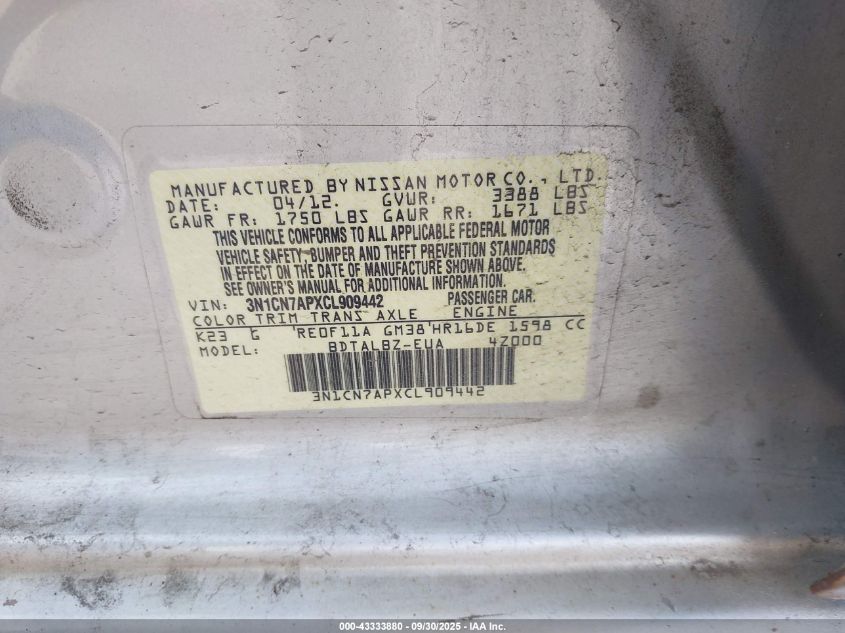 MANUFACTURED BY NISSAN MOTOR CO., LTD.
DATE: 04/12. GVWR: 3388 LBS
GAWR FR: 1750 LBS GAWR RR: 1671 LBS
THIS VEHICLE CONFORMS TO ALL APPLICABLE FEDERAL MOTOR
VEHICLE SAFETY, BUMPER AND THEFT PREVENTION STANDARDS
IN EFFECT ON THE DATE OF MANUFACTURE SHOWN ABOVE.
SEE OWNER'S MANUAL FOR ADDITIONAL INFORMATION.
VIN: 3N1CN7APXCL909442 PASSENGER CAR.
COLOR TRIM TRANS AXLE ENGINE
K23 G 'RE0F11A GM38'HR16DE 1598 CC
MODEL: BDTALBZ-EUA 4Z000
3N1CN7APXCL909442
000-43333880 - 09/30/2025 - IAA Inc.